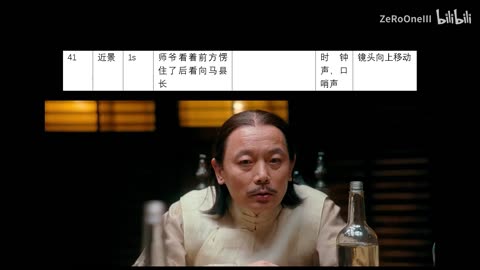 ZeRoOneIII bilibili
41 近景 1s 师爷看着前方愣 时钟 镜头向上移动
住了后看向马县 声、口
长 哨声